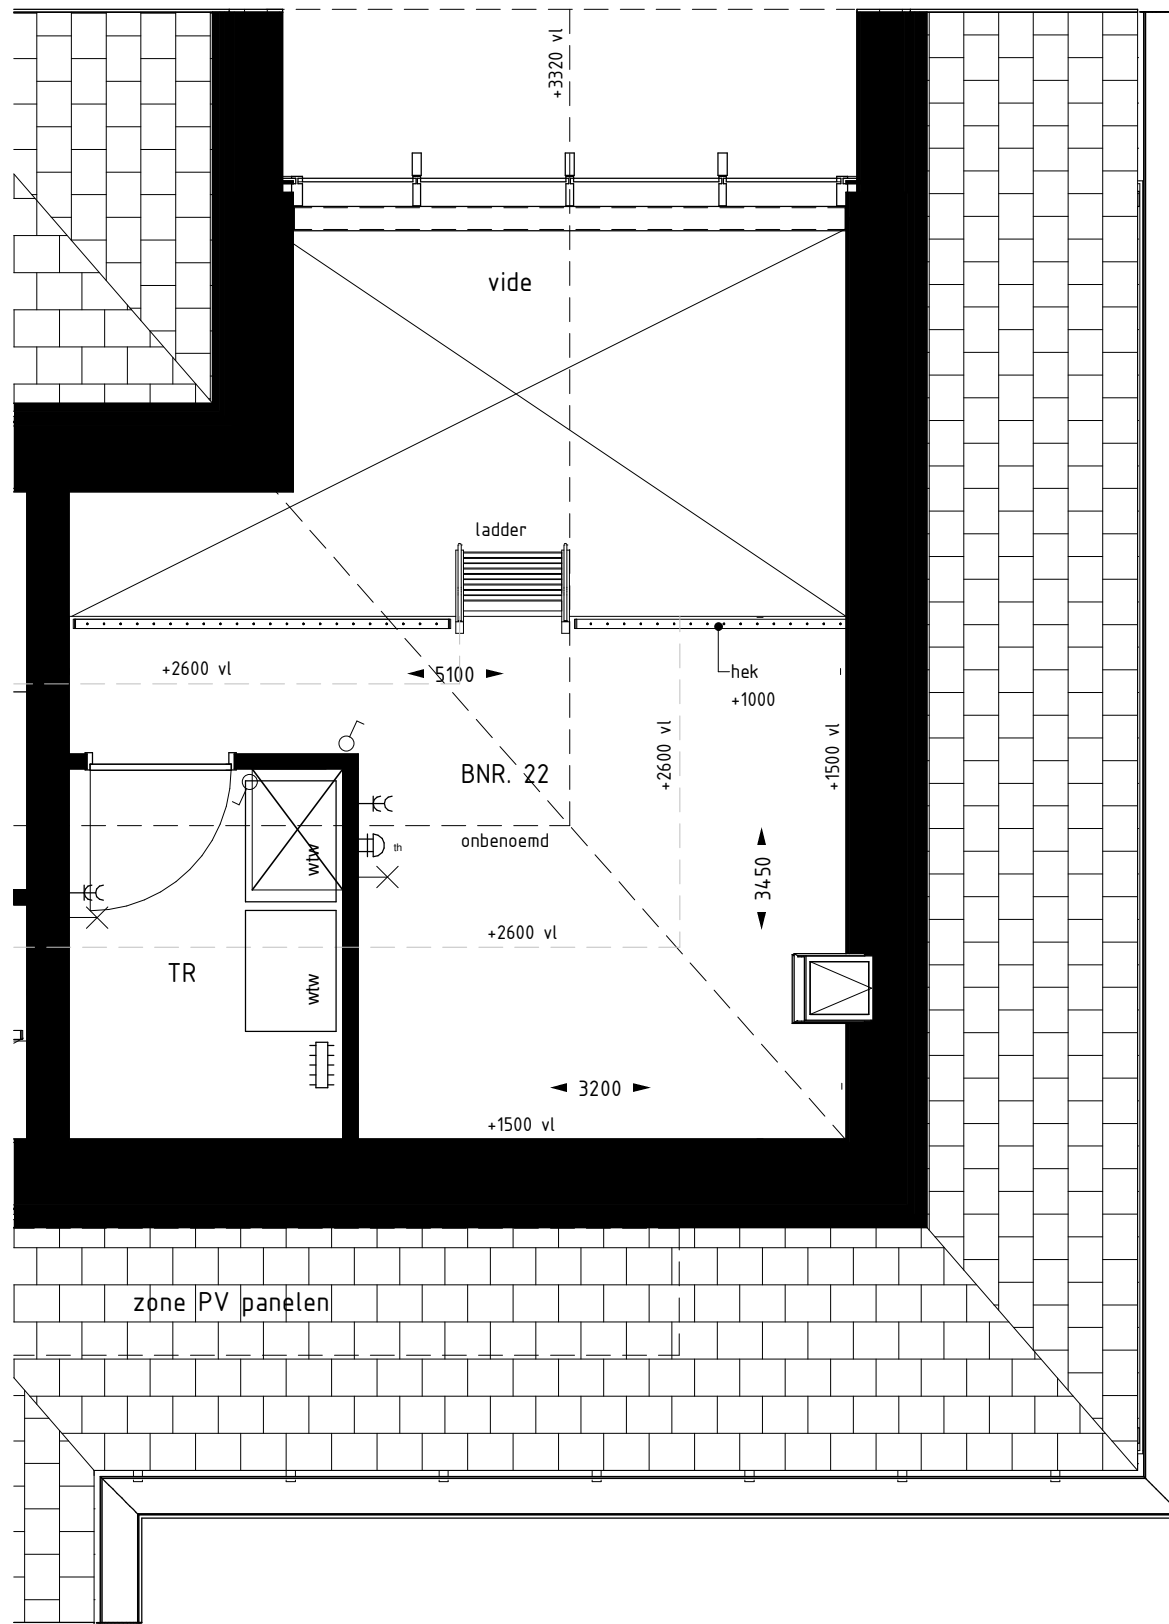 +3320 vl
vide
ladder
+2600 vl
5100
hek
+1000
+2600 vl
+1500 vl
BNR. 22
onbenoemd
wtw
th
3450
+2600 vl
TR
wtw
3200
+1500 vl
zone PV panelen